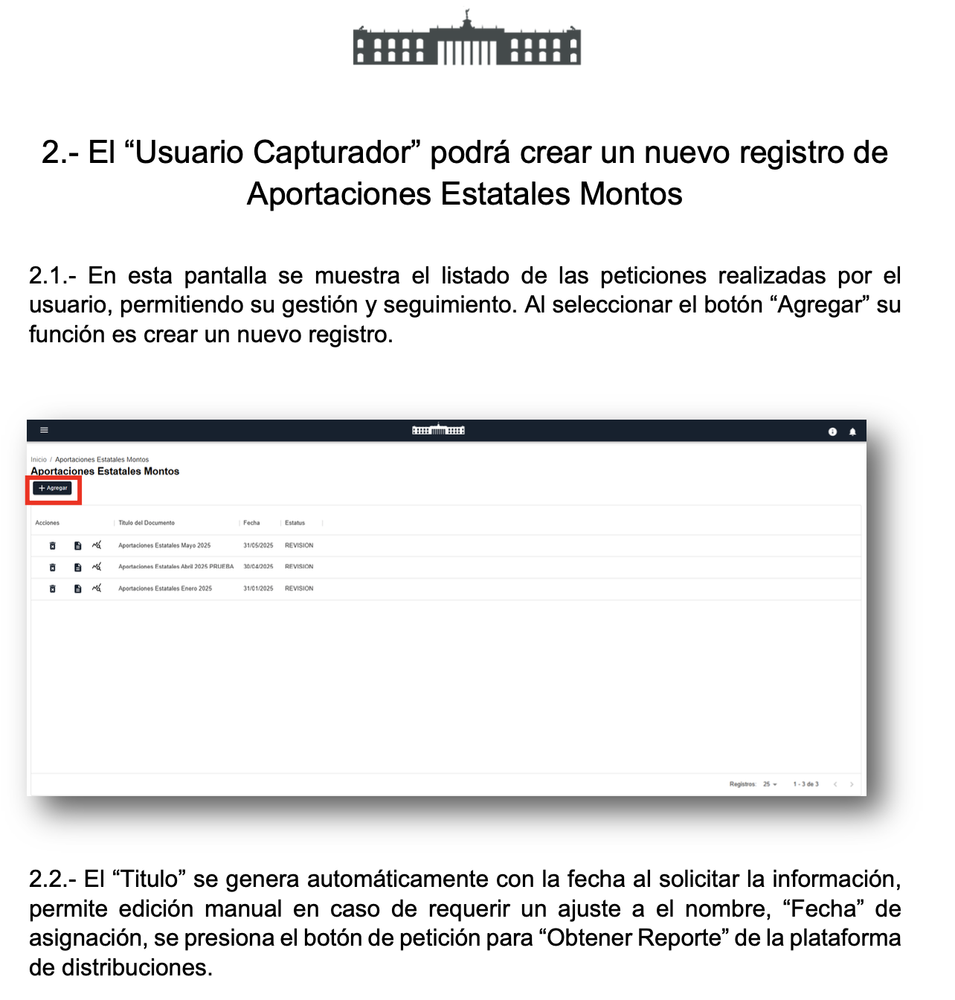 2.- El “Usuario Capturador” podrá crear un nuevo registro de
Aportaciones Estatales Montos
2.1.- En esta pantalla se muestra el listado de las peticiones realizadas por el
usuario, permitiendo su gestión y seguimiento. Al seleccionar el botón “Agregar” su
función es crear un nuevo registro.
Inicio / Aportaciones Estatales Montos
Aportaciones Estatales Montos
+ Agregar
Acciones Titulo del Documento Fecha Estatus
Aportaciones Estatales Mayo 2025 31/05/2025 REVISION
Aportaciones Estatales Abril 2025 PRUEBA 30/04/2025 REVISION
Aportaciones Estatales Enero 2025 31/01/2025 REVISION
Registros: 25 1 - 3 de 3
2.2.- El “Titulo” se genera automáticamente con la fecha al solicitar la información,
permite edición manual en caso de requerir un ajuste a el nombre, “Fecha” de
asignación, se presiona el botón de petición para “Obtener Reporte” de la plataforma
de distribuciones.